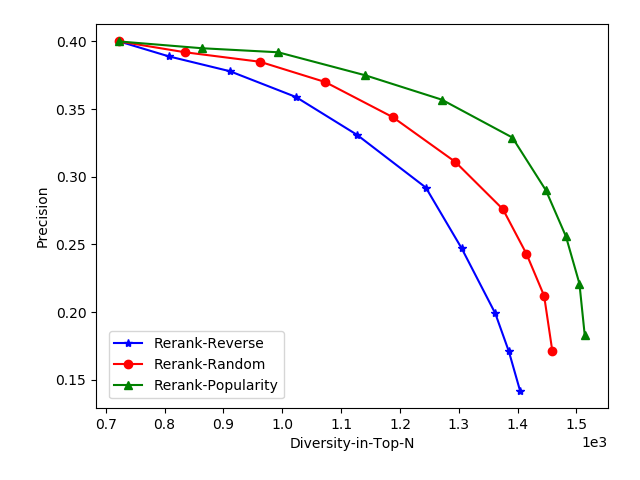 0.40
0.35
0.30
0.25
0.20
0.15
Precision
Rerank-Reverse
Rerank-Random
Rerank-Popularity
0.7 0.8 0.9 1.0 1.1 1.2 1.3 1.4 1.5
1e3
Diversity-in-Top-N